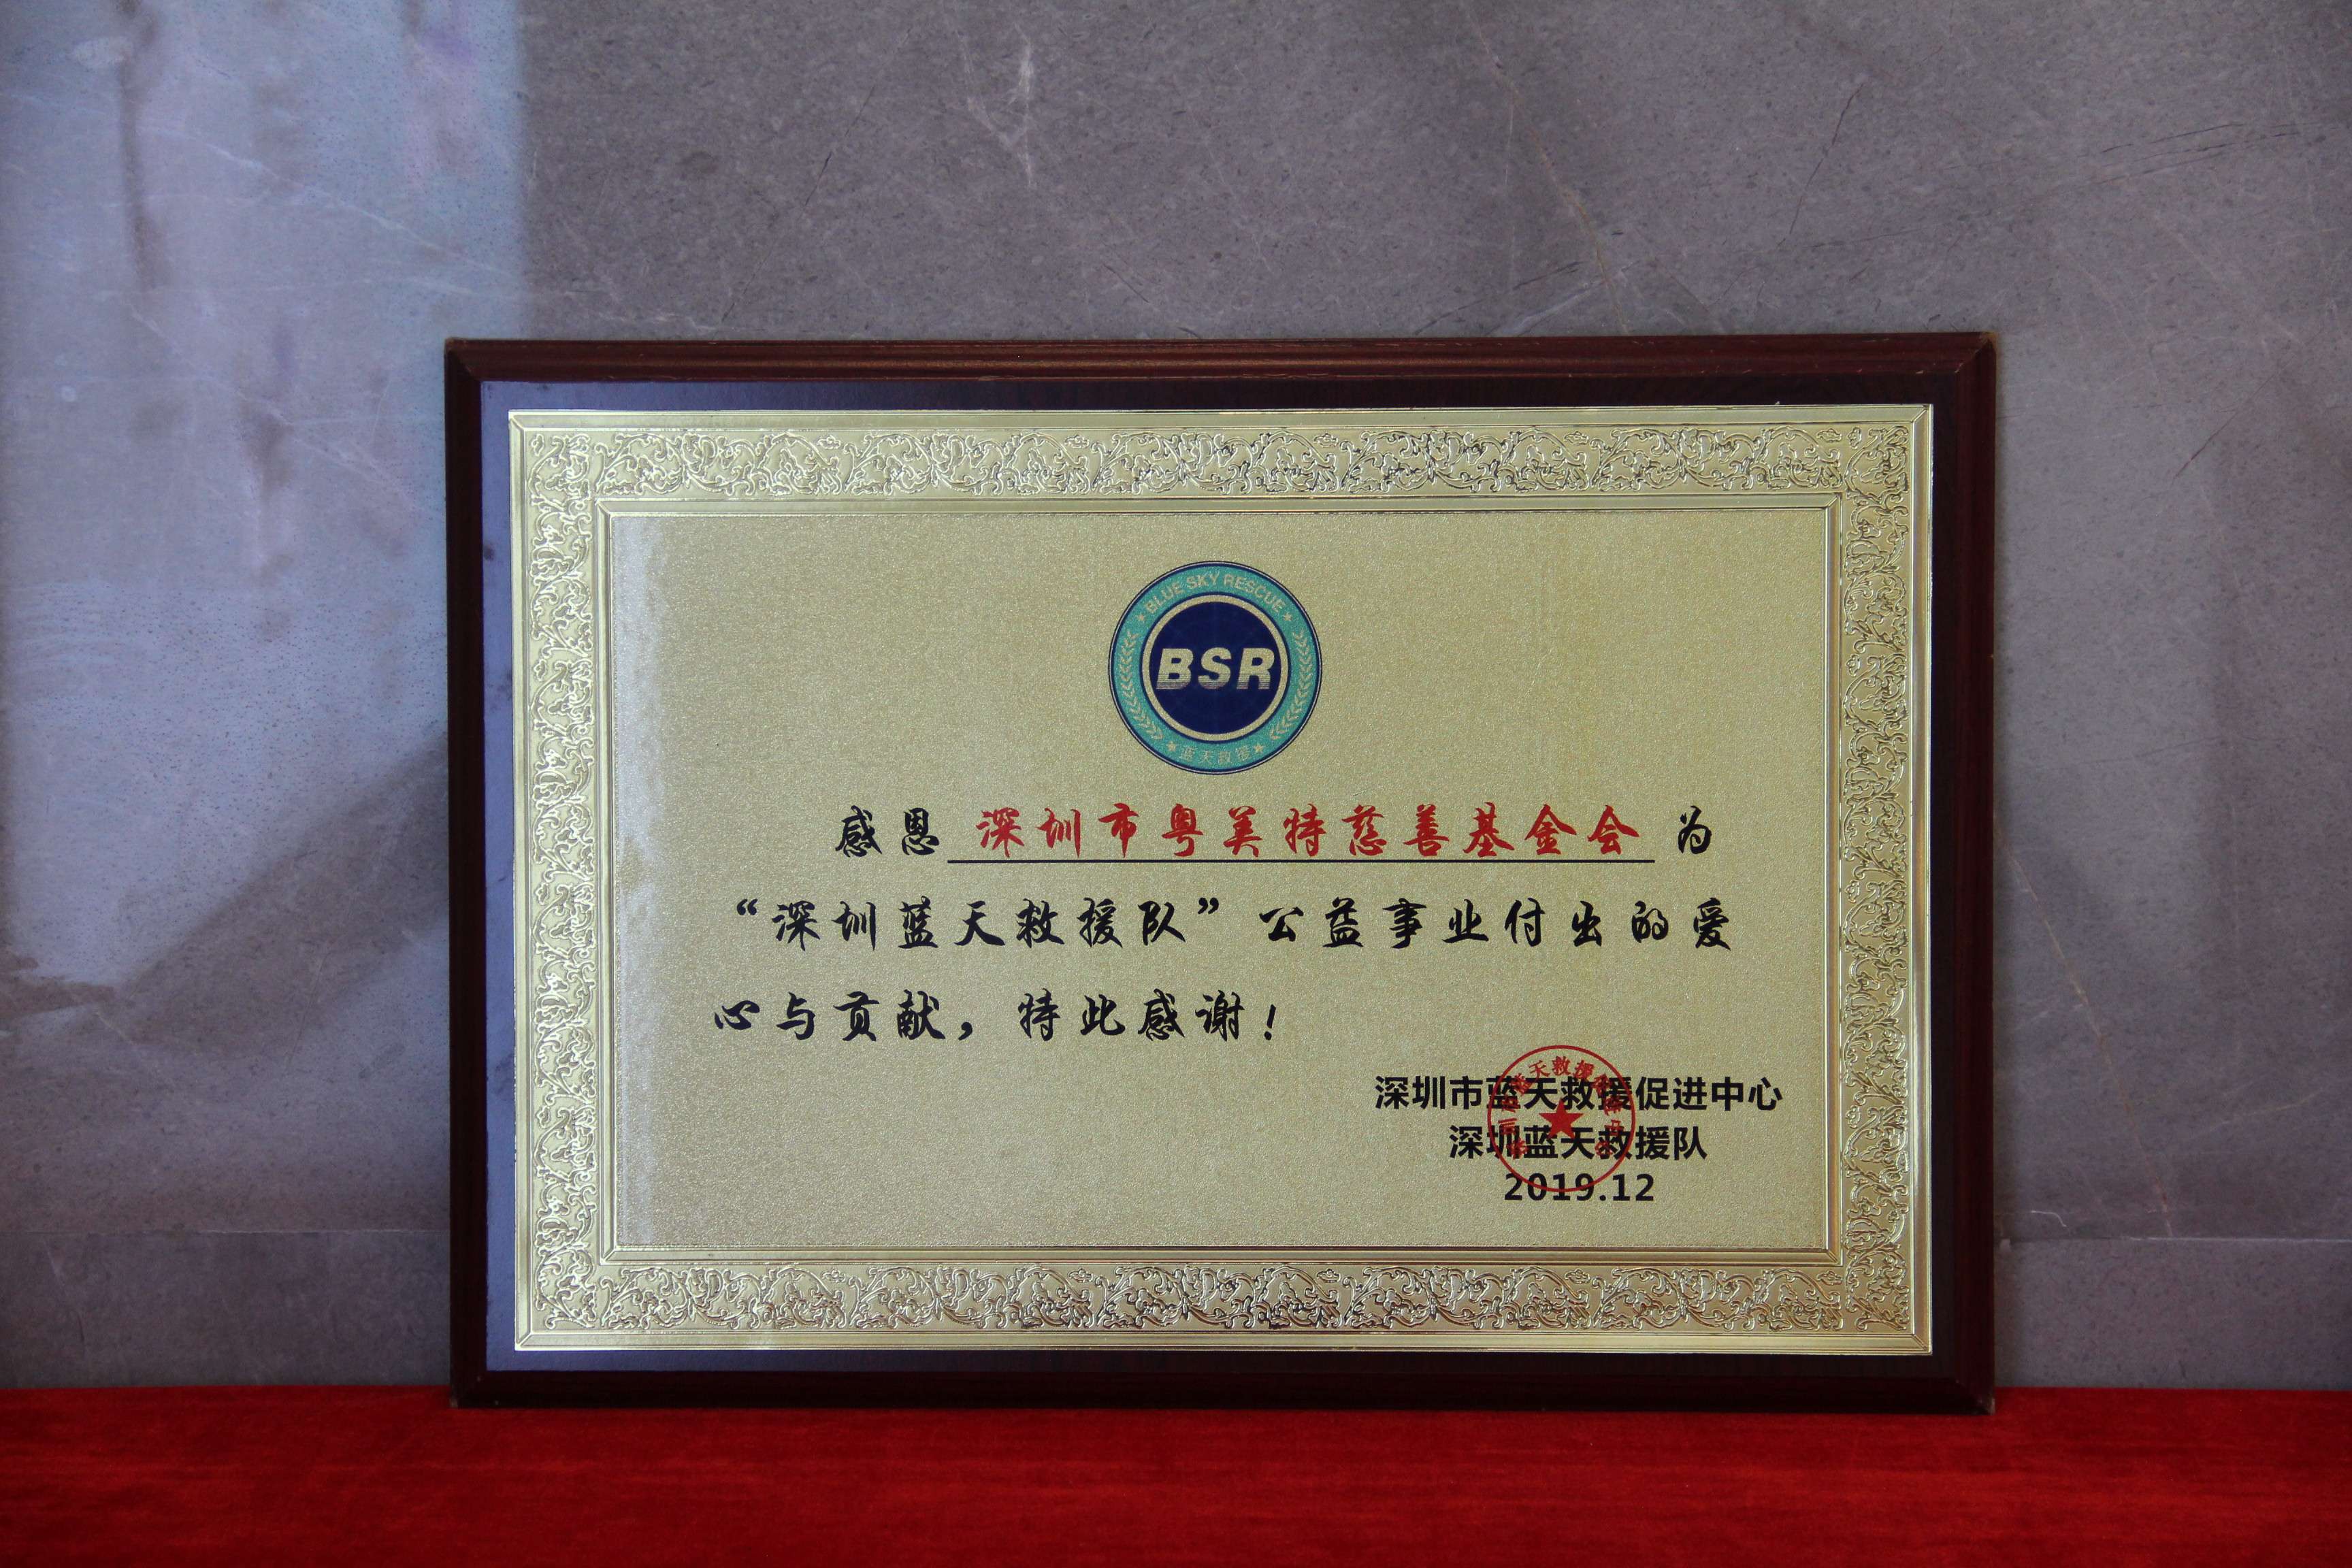 BLUE SKY RESCUE
BSR
蓝天救援
感恩 深圳市粤美特慈善基金会 为
“深圳蓝天救援队”公益事业付出的爱
心与贡献，特此感谢！
深圳市蓝天救援促进中心
深圳蓝天救援队
2019.12